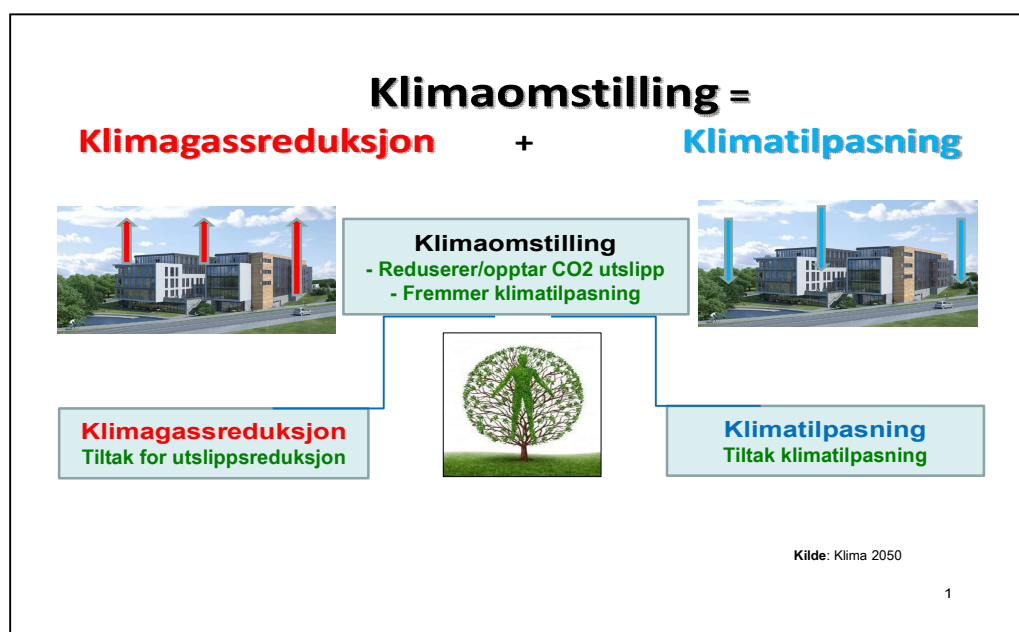 Klimaomstilling =
Klimagassreduksjon + Klimatilpasning
Klimaomstilling
- Reduserer/opptar CO2 utslipp
- Fremmer klimatilpasning
Klimagassreduksjon
Tiltak for utslippsreduksjon
Klimatilpasning
Tiltak klimatilpasning
Kilde: Klima 2050
1